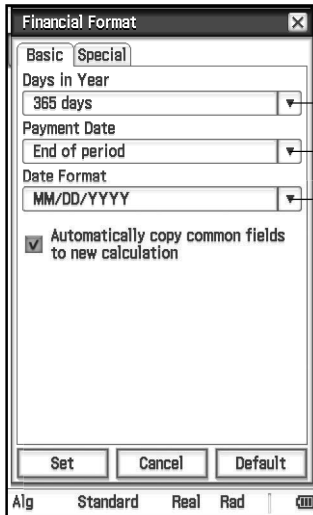 Financial Format
Basic Special
Days in Year
365 days
Payment Date
End of period
Date Format
MM/DD/YYYY
Automatically copy common fields
to new calculation
Set Cancel Default
Alg Standard Real Rad